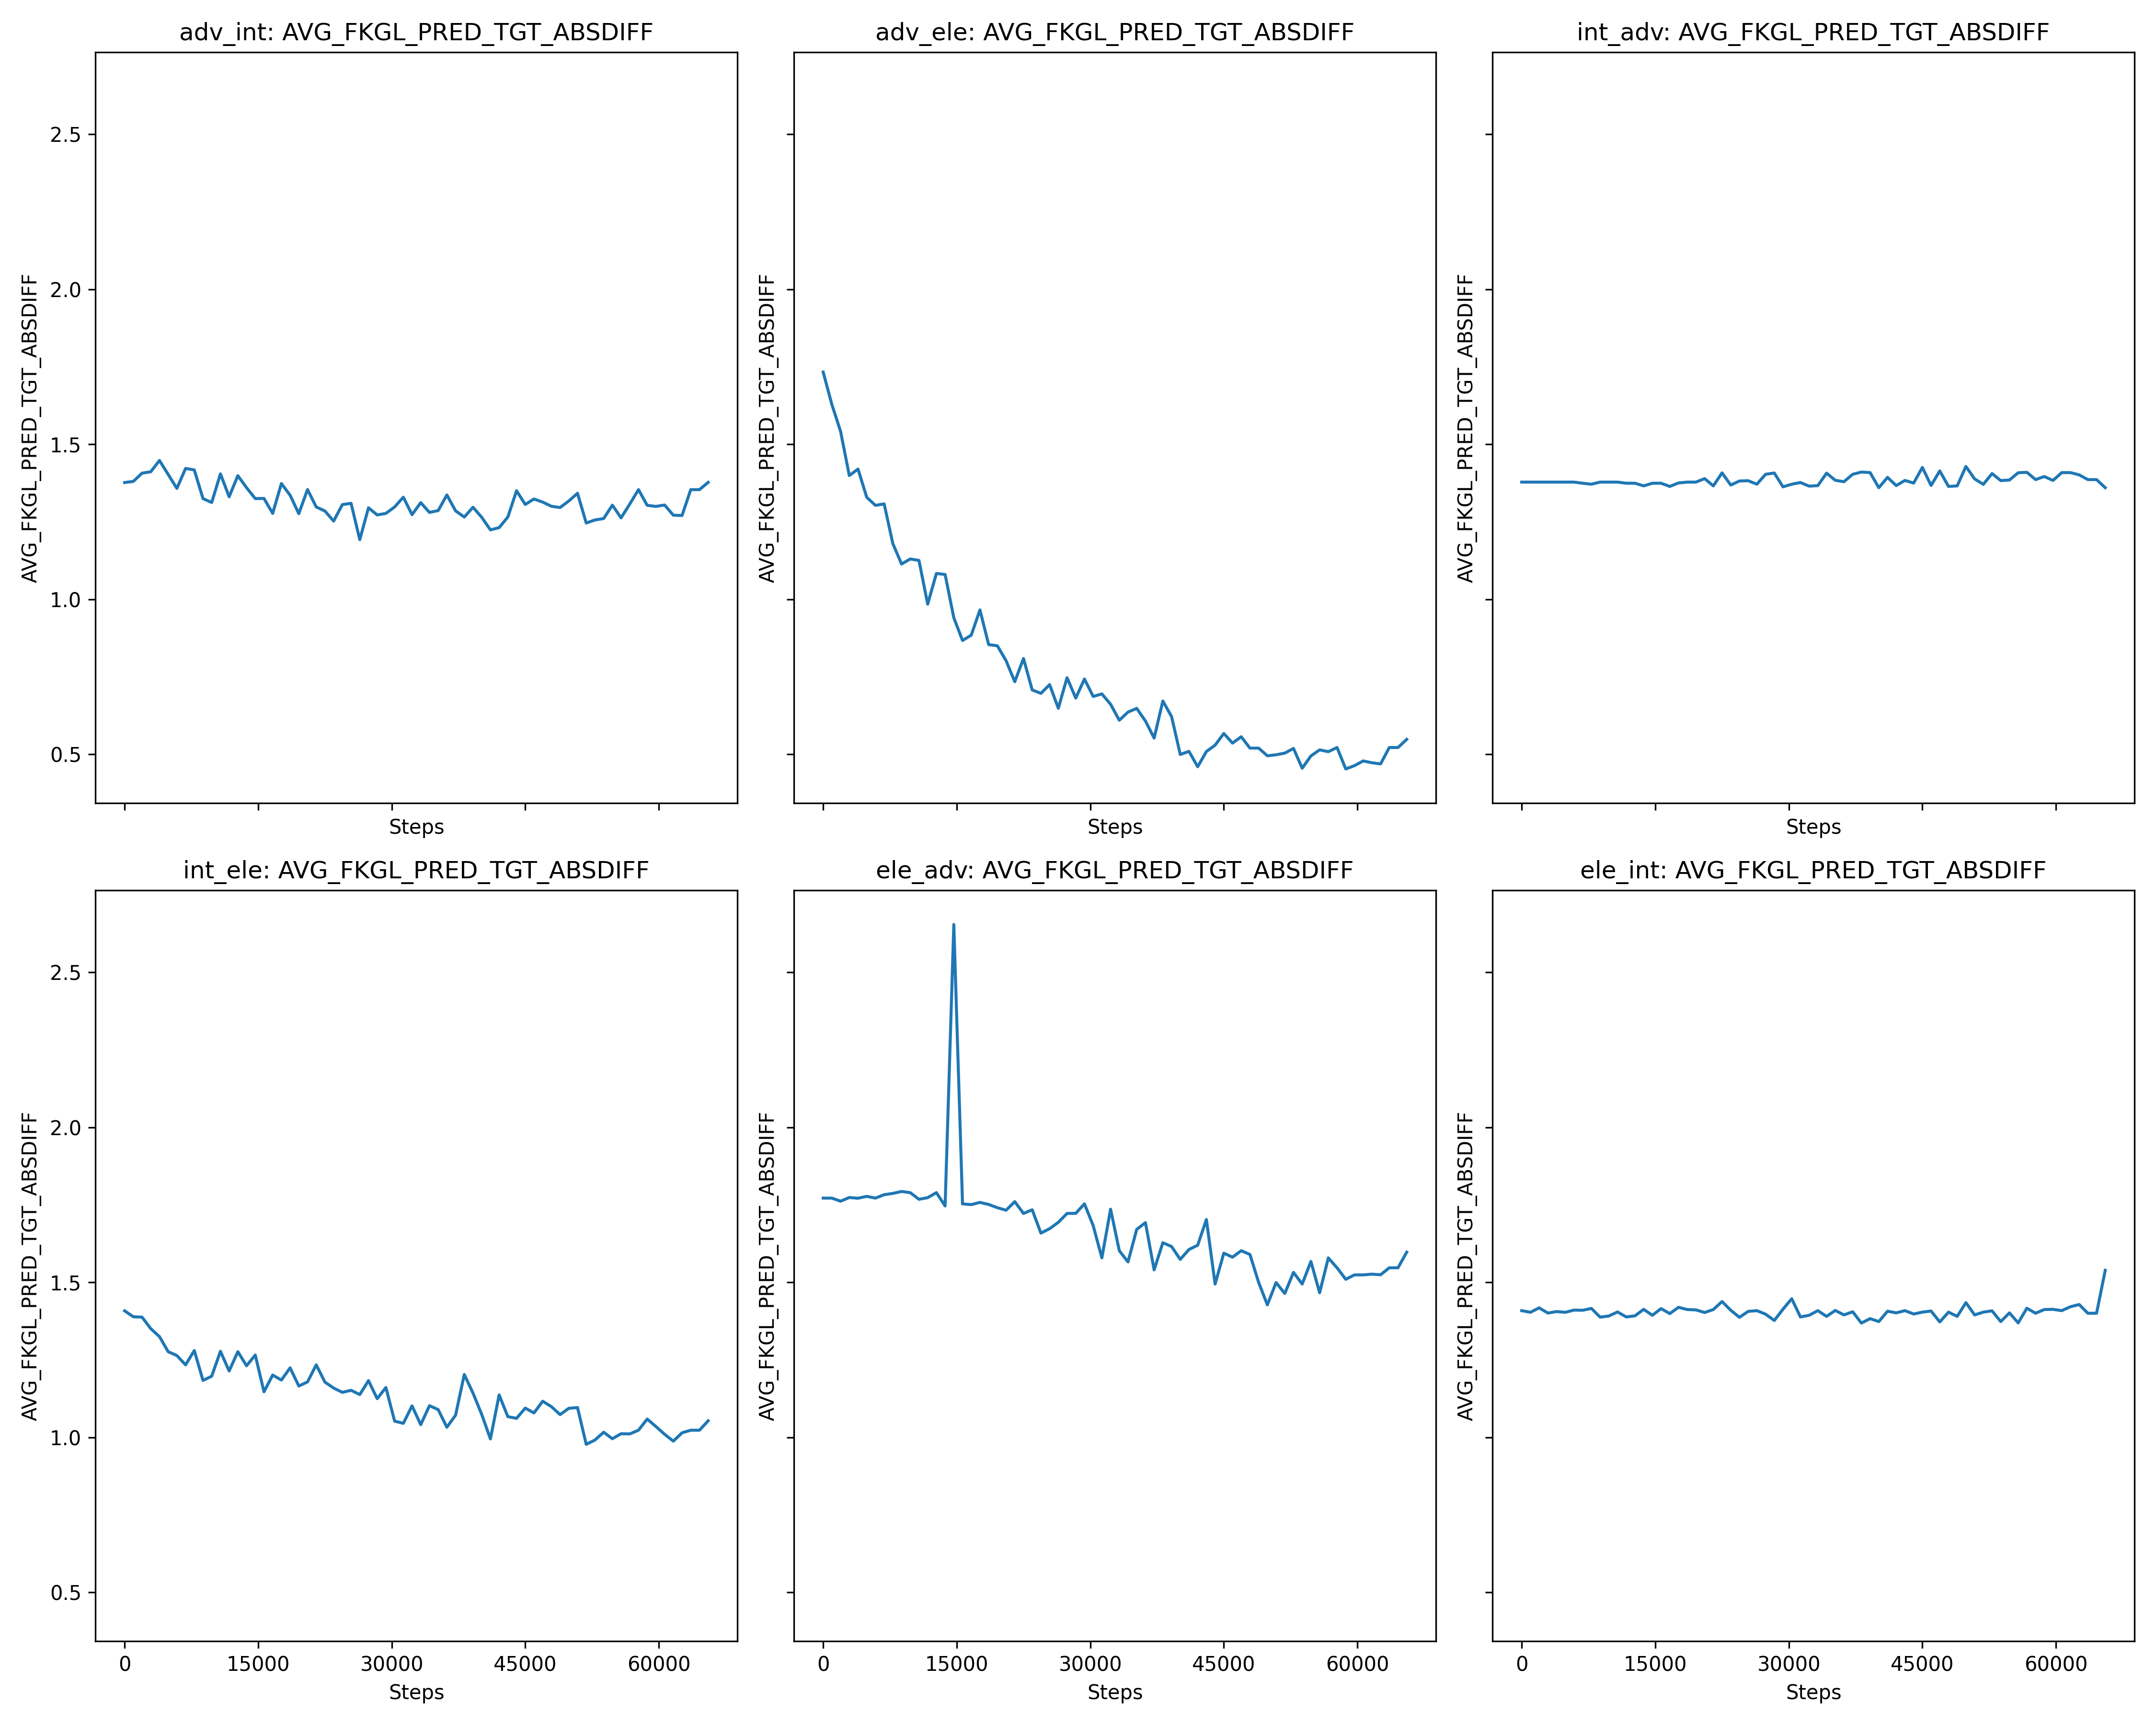 adv_int: AVG_FKGL_PRED_TGT_ABSDIFF
adv_ele: AVG_FKGL_PRED_TGT_ABSDIFF
int_adv: AVG_FKGL_PRED_TGT_ABSDIFF
AVG_FKGL_PRED_TGT_ABSDIFF
2.5
2.0
1.5
1.0
0.5
Steps
AVG_FKGL_PRED_TGT_ABSDIFF
Steps
AVG_FKGL_PRED_TGT_ABSDIFF
Steps
int_ele: AVG_FKGL_PRED_TGT_ABSDIFF
ele_adv: AVG_FKGL_PRED_TGT_ABSDIFF
ele_int: AVG_FKGL_PRED_TGT_ABSDIFF
AVG_FKGL_PRED_TGT_ABSDIFF
2.5
2.0
1.5
1.0
0.5
0 15000 30000 45000 60000
Steps
AVG_FKGL_PRED_TGT_ABSDIFF
0 15000 30000 45000 60000
Steps
AVG_FKGL_PRED_TGT_ABSDIFF
0 15000 30000 45000 60000
Steps